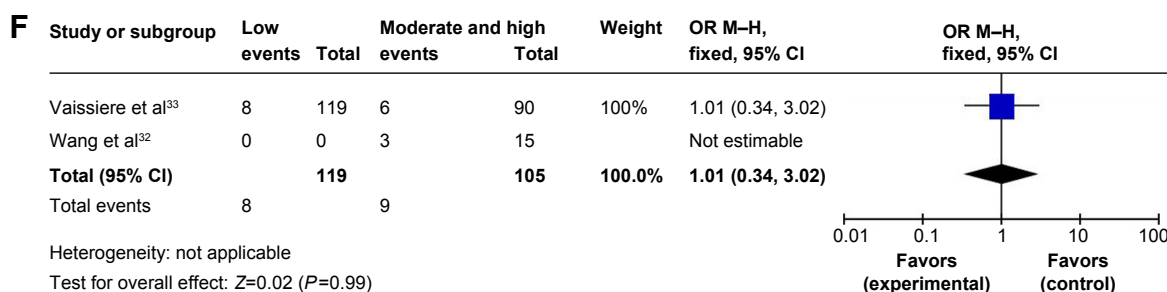 F Study or subgroup Low events Total Moderate and high events Total Weight OR M–H, fixed, 95% CI OR M–H, fixed, 95% CI
Vaissiere et al³³ 8 119 6 90 100% 1.01 (0.34, 3.02)
Wang et al³² 0 0 3 15 Not estimable
Total (95% CI) 119 105 100.0% 1.01 (0.34, 3.02)
Total events 8 9
Heterogeneity: not applicable
Test for overall effect: Z=0.02 (P=0.99)
0.01 0.1 1 10 100
Favors (experimental) Favors (control)